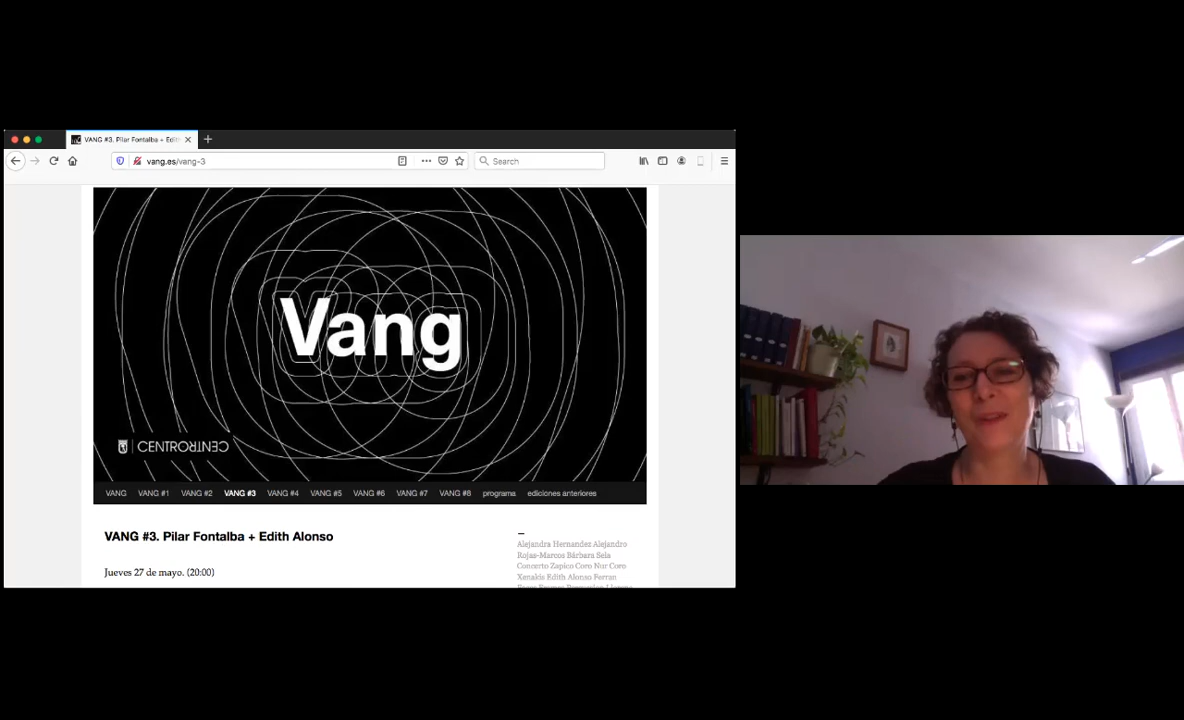 VANG #3. Pilar Fontalba + Edit
vang.es/vang-3
Search
Vang
CENTROCENTRO
VANG VANG #1 VANG #2 VANG #3 VANG #4 VANG #5 VANG #6 VANG #7 VANG #8 programa ediciones anteriores
VANG #3. Pilar Fontalba + Edith Alonso
Jueves 27 de mayo. (20:00)
Alejandra Hernandez Alejandro
Rojas-Marcos Bárbara Sela
Concerto Zapico Coro Nur Coro
Xenakis Edith Alonso Ferran